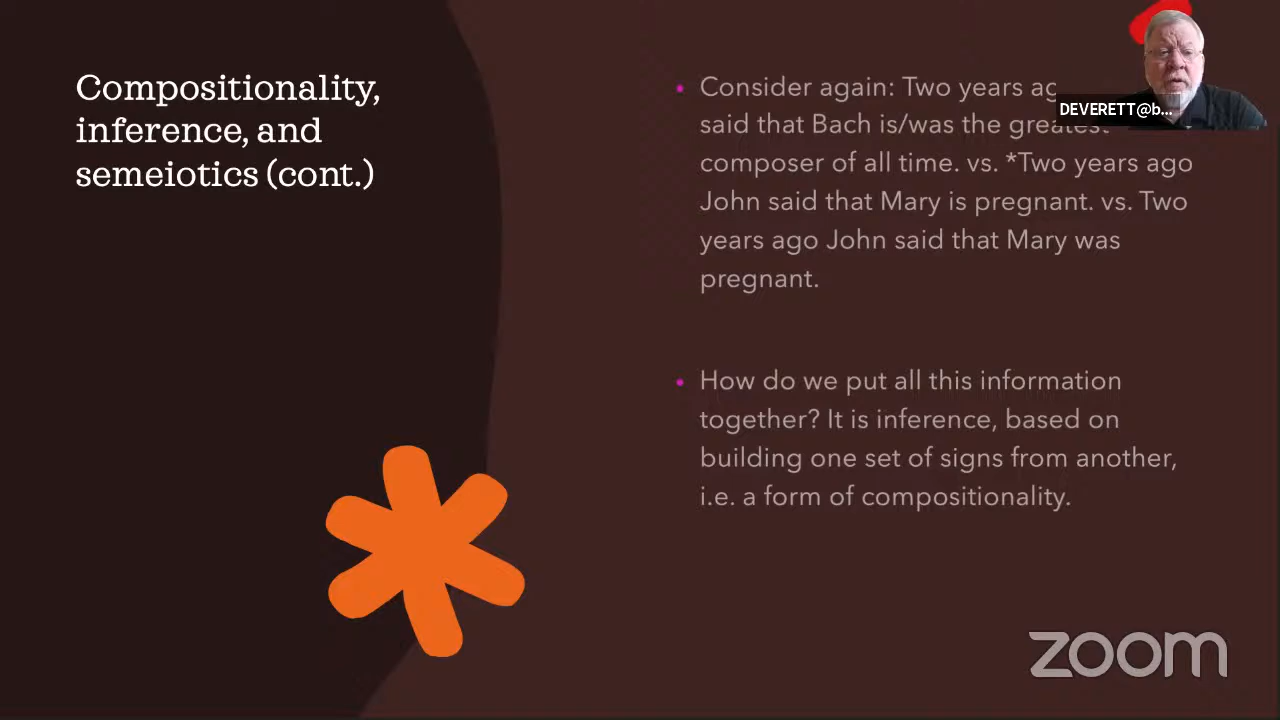 Compositionality,
inference, and
semeiotics (cont.)
• Consider again: Two years
said that Bach is/was the greatest
composer of all time. vs. *Two years ago
John said that Mary is pregnant. vs. Two
years ago John said that Mary was
pregnant.
• How do we put all this information
together? It is inference, based on
building one set of signs from another,
i.e. a form of compositionality.
DEVERETT@b...
zoom